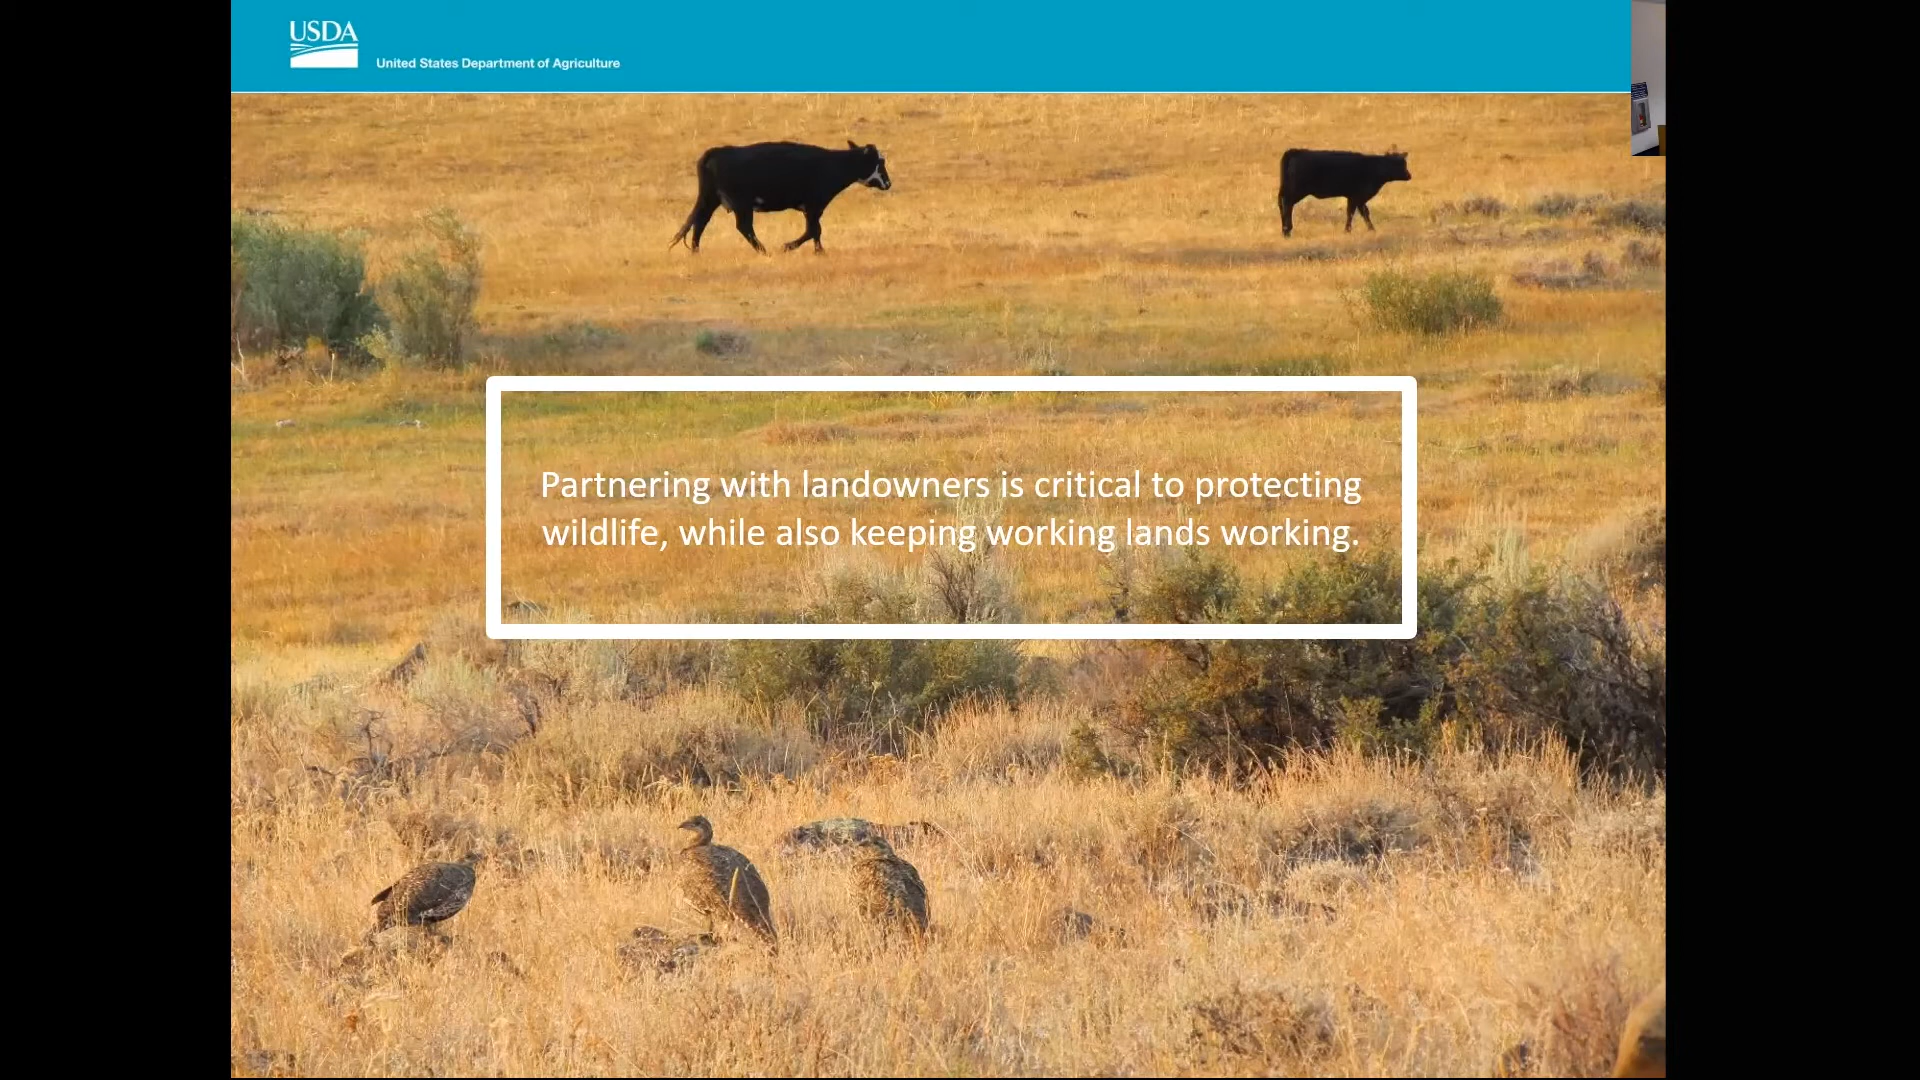 USDA
United States Department of Agriculture
Partnering with landowners is critical to protecting
wildlife, while also keeping working lands working.